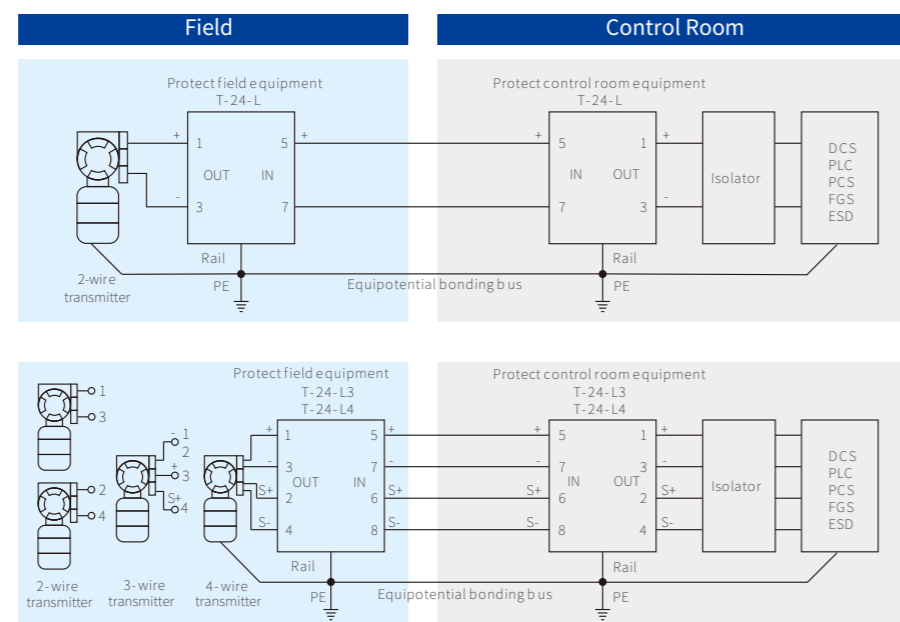 Field
Control Room
Protect field equipment
T-24-L
Protect control room equipment
T-24-L
+ 1 5 + + 5 1 +
OUT IN IN OUT
- 3 7 7 3 -
Isolator
DCS
PLC
PCS
FGS
ESD
Rail
Rail
2-wire
transmitter
PE
Equipotential bonding bus
PE
Protect field equipment
T-24-L3
T-24-L4
Protect control room equipment
T-24-L3
T-24-L4
1
3
2
4
- 1
2
+ 3
S+ 4
+ 1 5 + + 5 1 +
- 3 7 - - 7 3 -
OUT IN IN OUT
S+ 2 6 S+ S+ 6 2 S+
S- 4 8 S- S- 8 4 S-
Isolator
DCS
PLC
PCS
FGS
ESD
Rail
Rail
2-wire
transmitter
3-wire
transmitter
4-wire
transmitter
PE
Equipotential bonding bus
PE